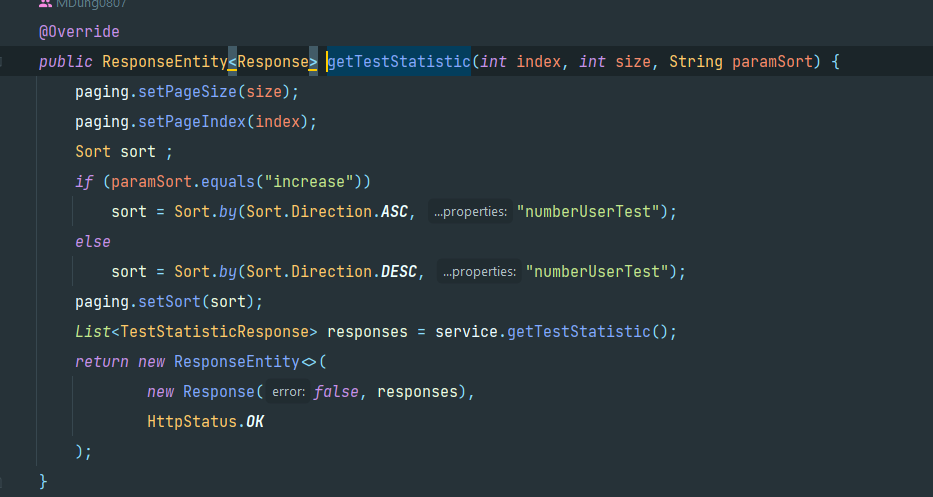 MDung0807
@Override
public ResponseEntity<Response> getTestStatistic(int index, int size, String paramSort) {
paging.setPageSize(size);
paging.setPageIndex(index);
Sort sort ;
if (paramSort.equals("increase"))
sort = Sort.by(Sort.Direction.ASC, ...properties: "numberUserTest");
else
sort = Sort.by(Sort.Direction.DESC, ...properties: "numberUserTest");
paging.setSort(sort);
List<TestStatisticResponse> responses = service.getTestStatistic();
return new ResponseEntity<>(
new Response( error: false, responses),
HttpStatus.OK
);
}